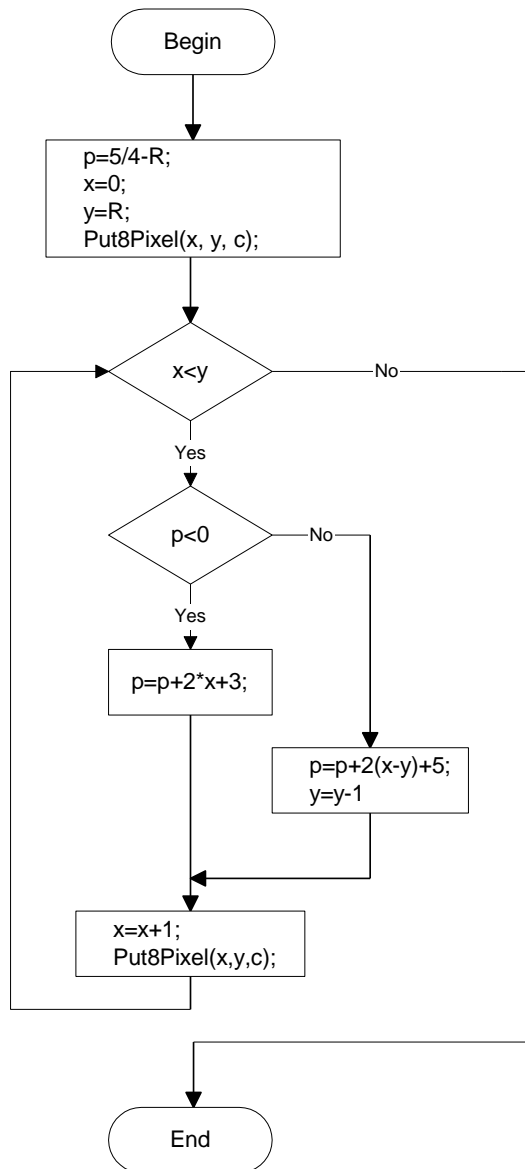 Begin
p=5/4-R;
x=0;
y=R;
Put8Pixel(x, y, c);
x<y
No
Yes
p<0
No
Yes
p=p+2*x+3;
p=p+2(x-y)+5;
y=y-1
x=x+1;
Put8Pixel(x,y,c);
End